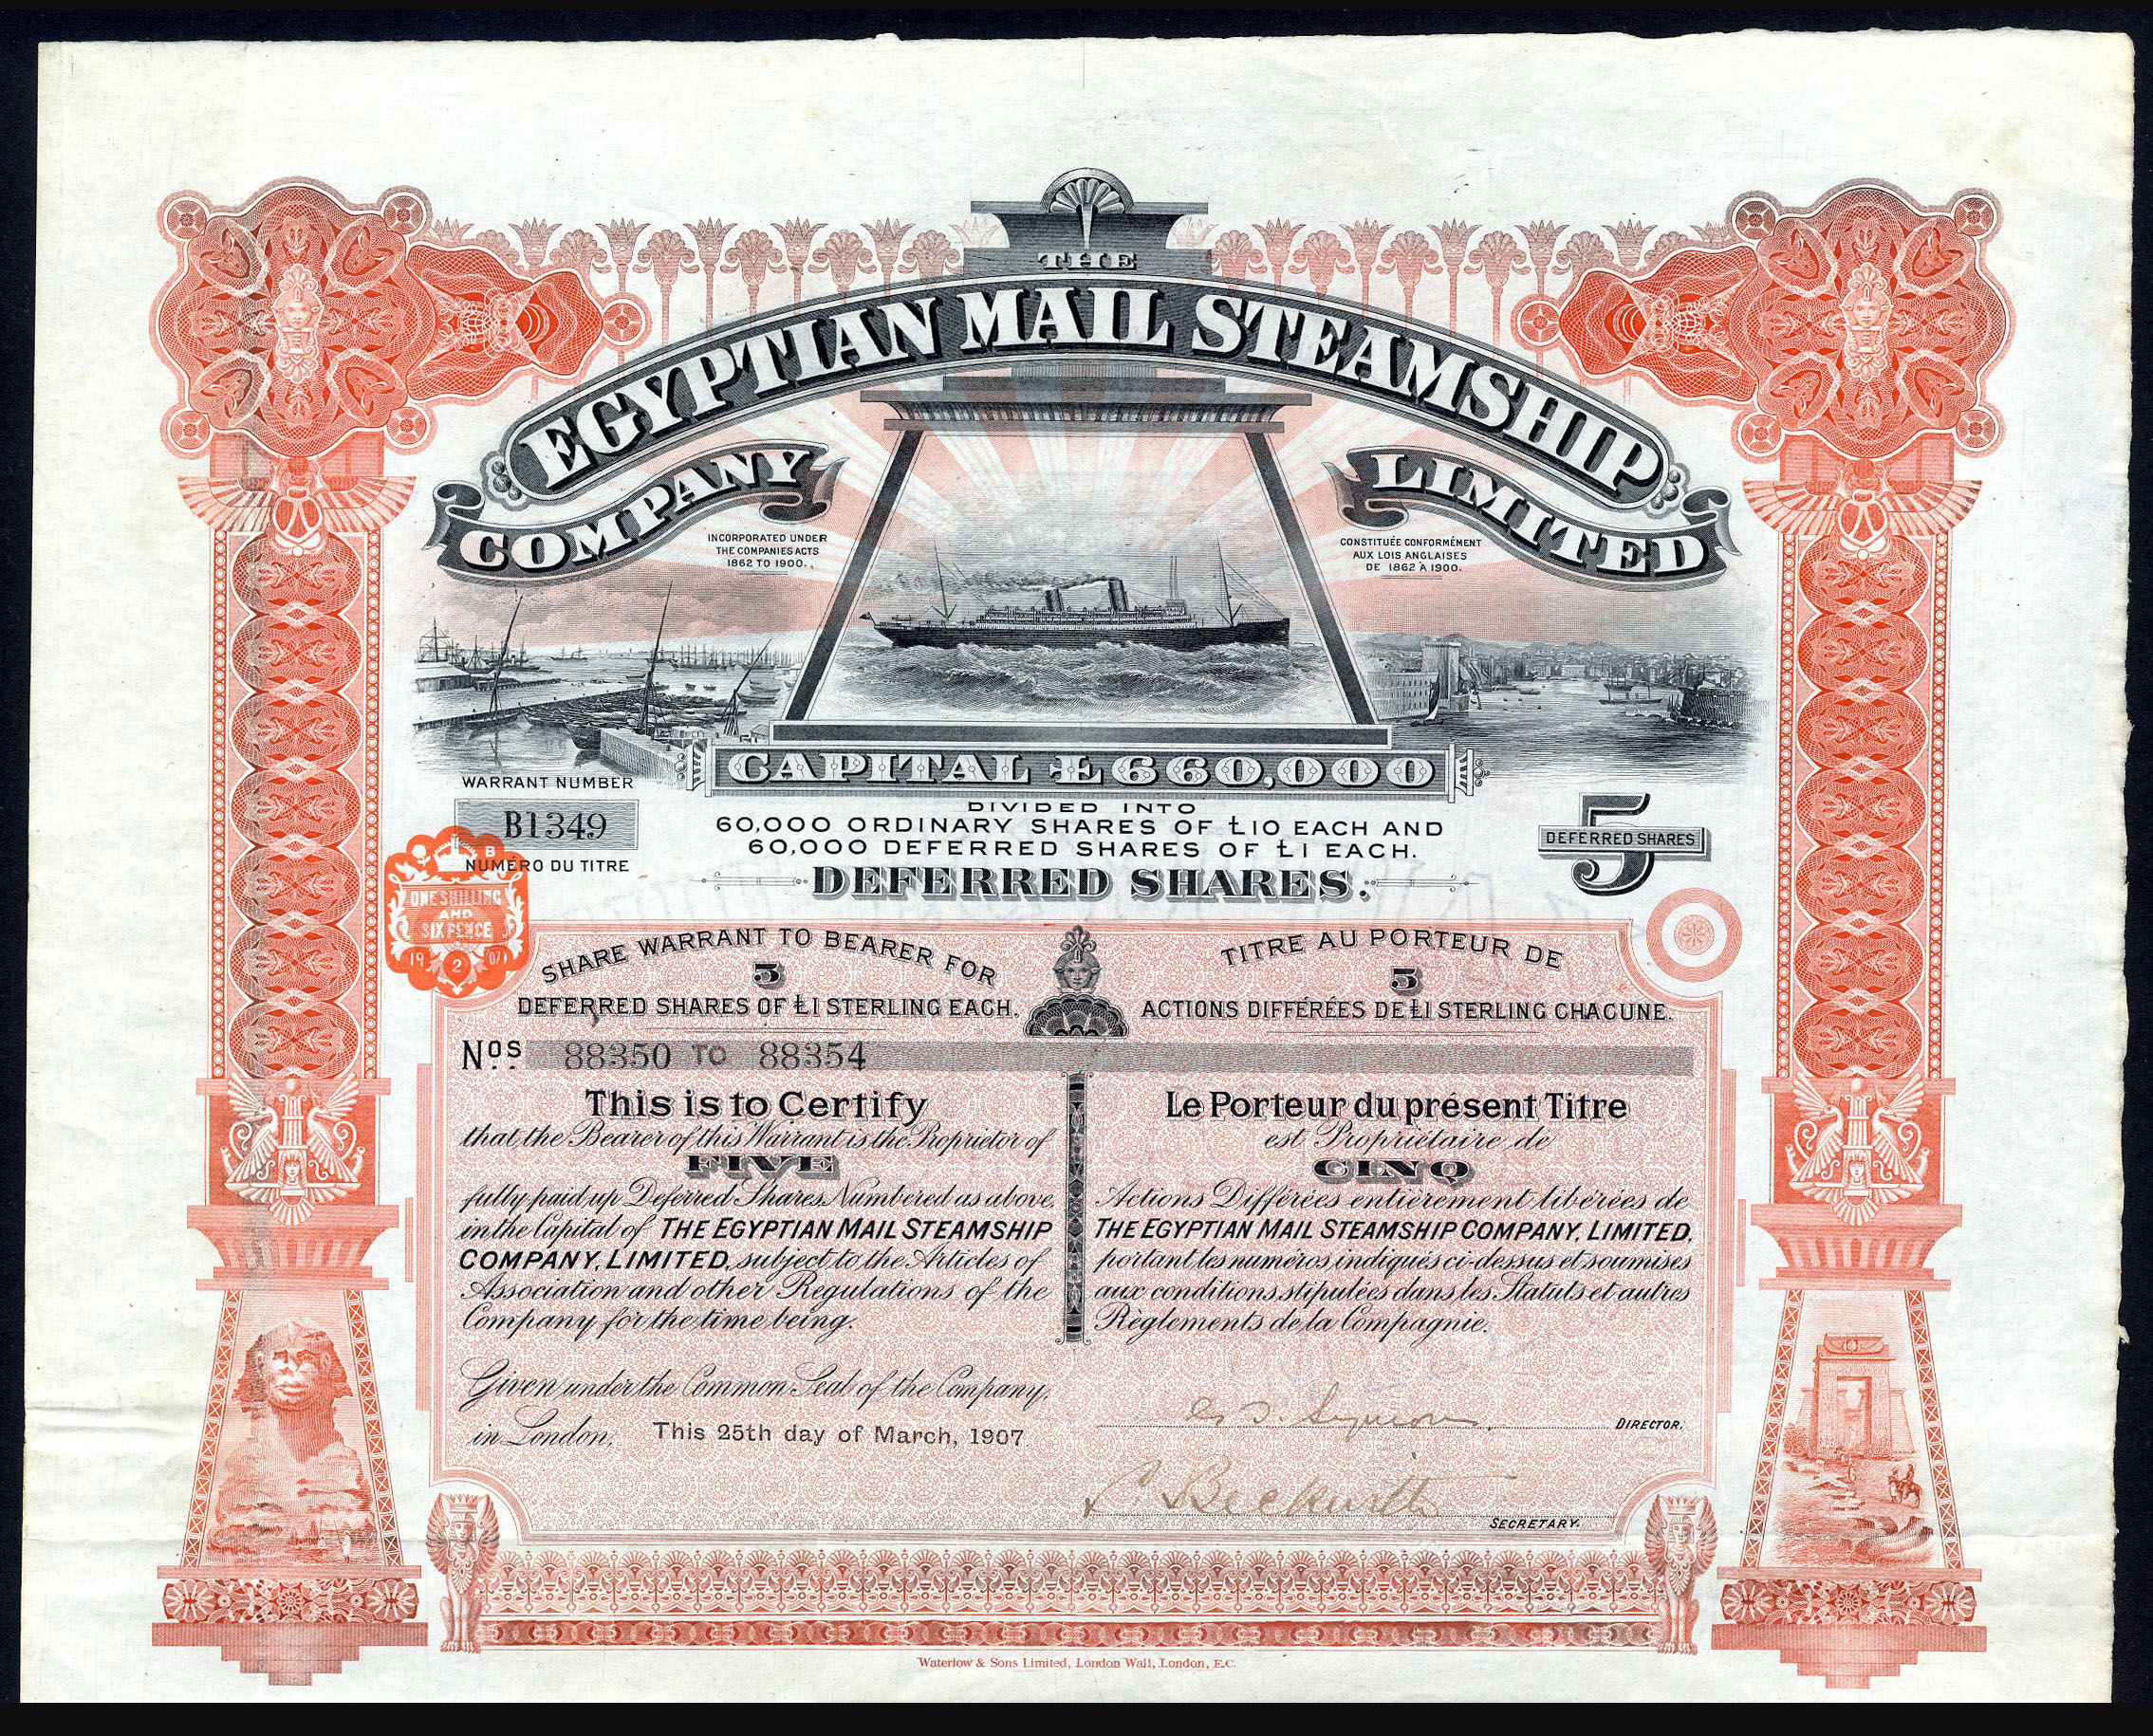 THE
EGYPTIAN MAIL STEAMSHIP
COMPANY
LIMITED
INCORPORATED UNDER
THE COMPANIES ACTS
1862 TO 1900.
CONSTITUÉE CONFORMÉMENT
AUX LOIS ANGLAISES
DE 1862 À 1900.
CAPITAL £660,000
DIVIDED INTO
60,000 ORDINARY SHARES OF £10 EACH AND
60,000 DEFERRED SHARES OF £1 EACH.
DEFERRED SHARES.
WARRANT NUMBER
B1349
NUMÉRO DU TITRE
5
DEFERRED SHARES
B
ONE SHILLING
AND
SIX PENCE
19 2 07
SHARE WARRANT TO BEARER FOR
5
DEFERRED SHARES OF £1 STERLING EACH.
TITRE AU PORTEUR DE
5
ACTIONS DIFFÉRÉES DE £1 STERLING CHACUNE.
Nos. 88350 TO 88354
This is to Certify
that the Bearer of this Warrant is the Proprietor of
FIVE
fully paid up Deferred Shares, Numbered as above,
in the Capital of THE EGYPTIAN MAIL STEAMSHIP
COMPANY, LIMITED, subject to the Articles of
Association and other Regulations of the
Company for the time being.
Given under the Common Seal of the Company,
in London, This 25th day of March, 1907
Le Porteur du présent Titre
est Propriétaire de
CINQ
Actions Différées entièrement libérées de
THE EGYPTIAN MAIL STEAMSHIP COMPANY, LIMITED,
portant les numéros indiqués ci-dessus et soumises
aux conditions stipulées dans les Statuts et autres
Règlements de la Compagnie.
DIRECTOR.
Beckwith
SECRETARY.
Waterlow & Sons Limited, London Wall, London, E.C.